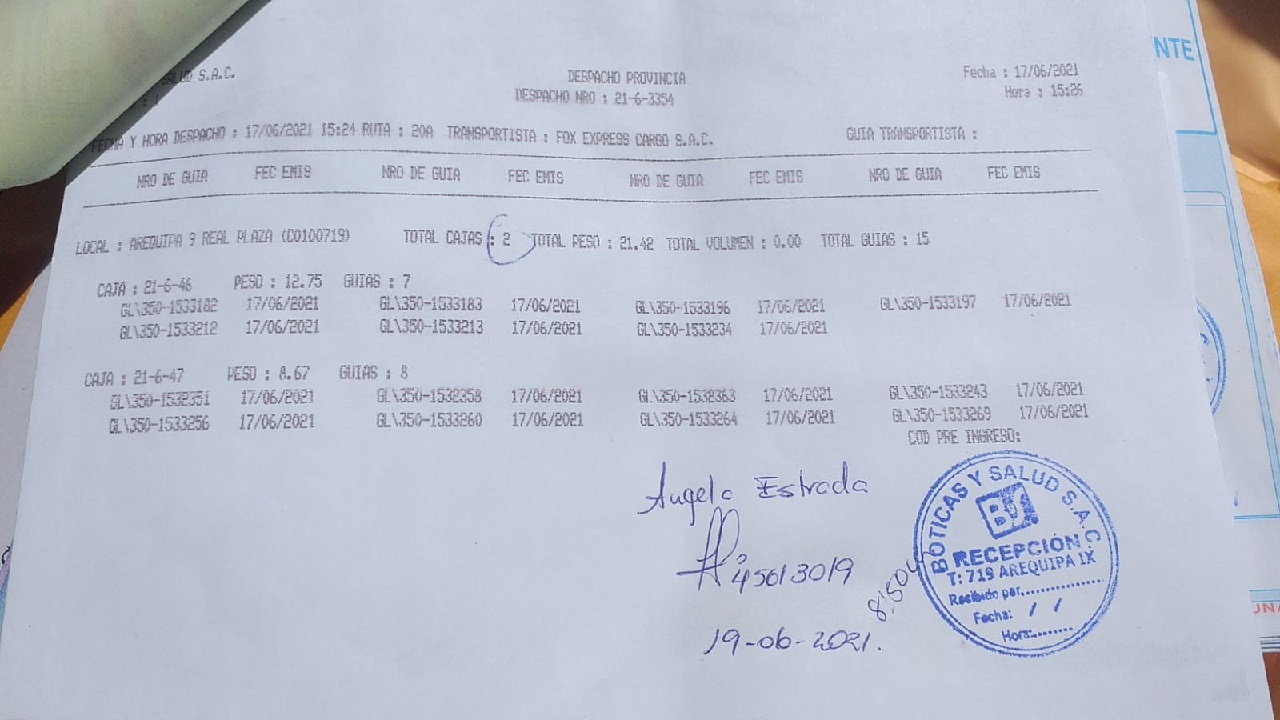 S.A.C.
DESPACHO PROVINCIA
Fecha : 17/06/2021
DESPACHO NRO : 21-6-3354
Hora : 15:26
Y HORA DESPACHO : 17/06/2021 15:24 RUTA : 20A TRANSPORTISTA : FOX EXPRESS CARGO S.A.C. GUIA TRANSPORTISTA :
NRO DE GUIA FEC EMIS NRO DE GUIA FEC EMIS NRO DE GUIA FEC EMIS NRO DE GUIA FEC EMIS
LOCAL : AREQUIPA 9 REAL PLAZA (C0100719) TOTAL CAJAS : 2 TOTAL PESO : 21.42 TOTAL VOLUMEN : 0.00 TOTAL GUIAS : 15
CAJA : 21-6-46 PESO : 12.75 GUIAS : 7
GL\350-1533182 17/06/2021 GL\350-1533183 17/06/2021 GL\350-1533196 17/06/2021 GL\350-1533197 17/06/2021
GL\350-1533212 17/06/2021 GL\350-1533213 17/06/2021 GL\350-1533234 17/06/2021
CAJA : 21-6-47 PESO : 8.67 GUIAS : 8
GL\350-1532351 17/06/2021 GL\350-1532358 17/06/2021 GL\350-1532363 17/06/2021 GL\350-1533243 17/06/2021
GL\350-1533256 17/06/2021 GL\350-1533260 17/06/2021 GL\350-1533264 17/06/2021 GL\350-1533269 17/06/2021
COD PRE INGRESO:
Angela Estrada
45613019
19-06-2021.
BOTICAS Y SALUD S.A.C
RECEPCIÓN
T: 719 AREQUIPA IX
Recibido por..............
Fecha: / /
Hora:........
NTE